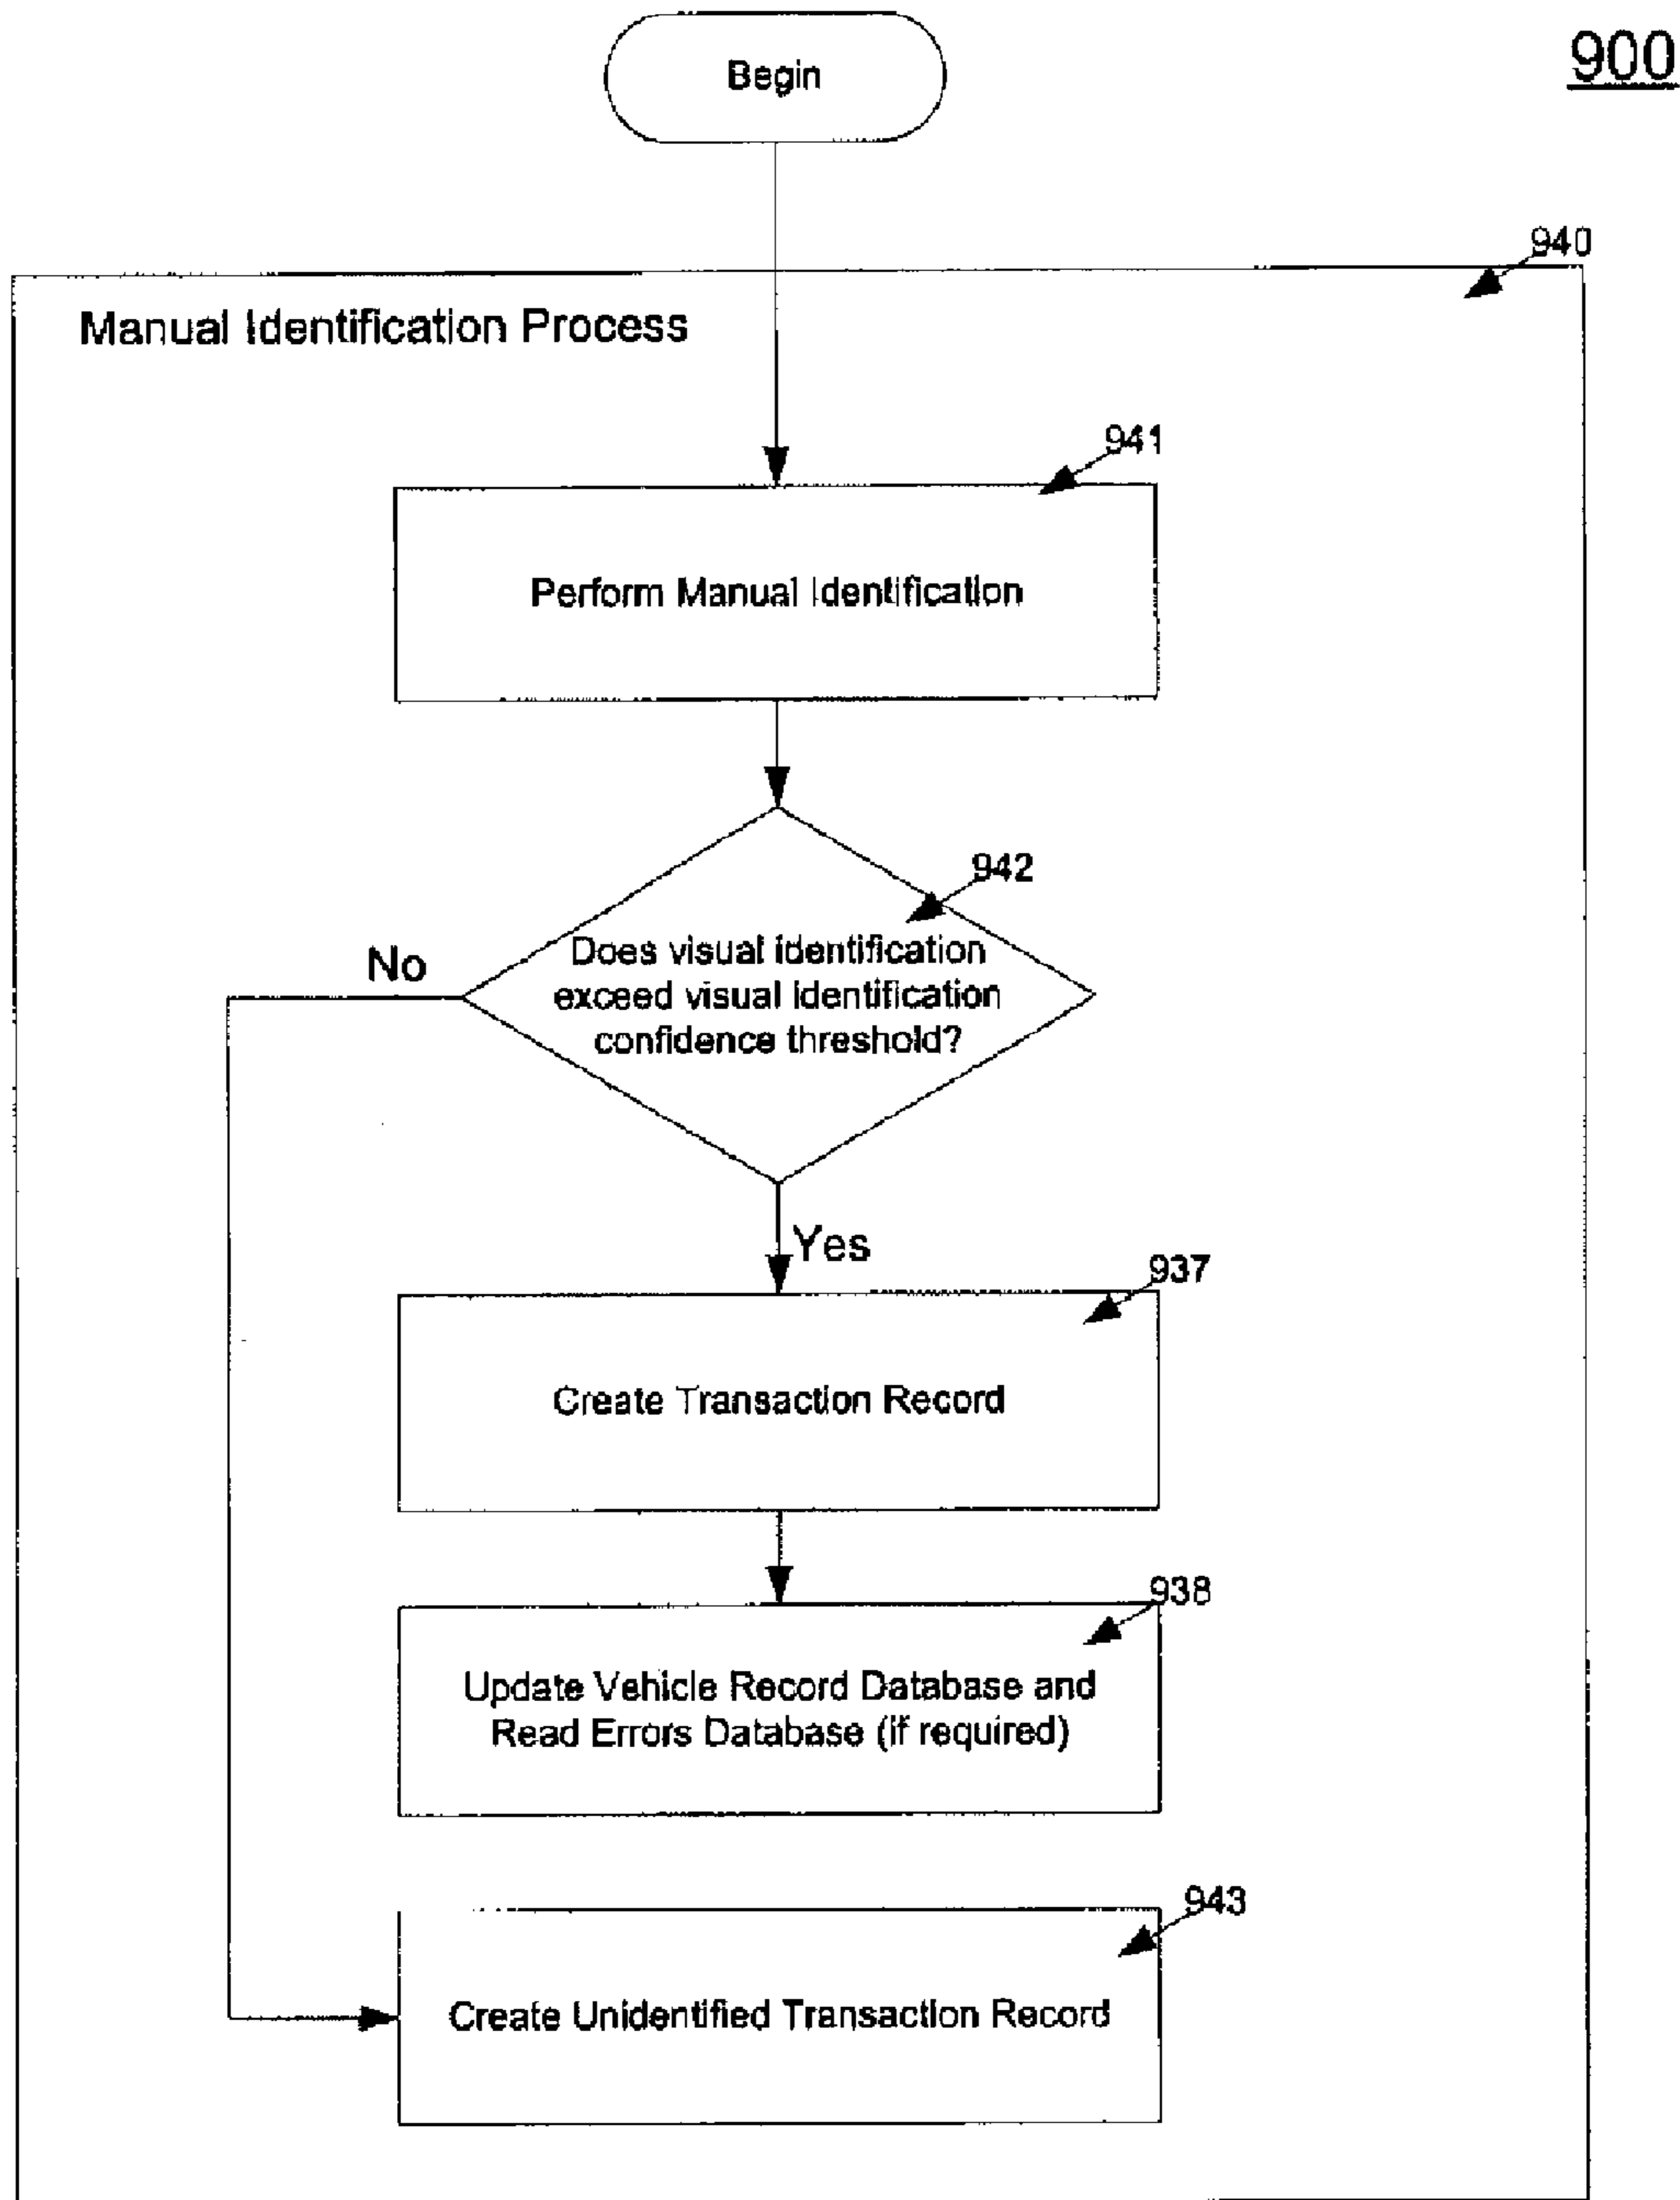 Begin
900
940
Manual Identification Process
941
Perform Manual Identification
942
No
Does visual identification
exceed visual identification
confidence threshold?
Yes
937
Create Transaction Record
938
Update Vehicle Record Database and
Read Errors Database (if required)
943
Create Unidentified Transaction Record